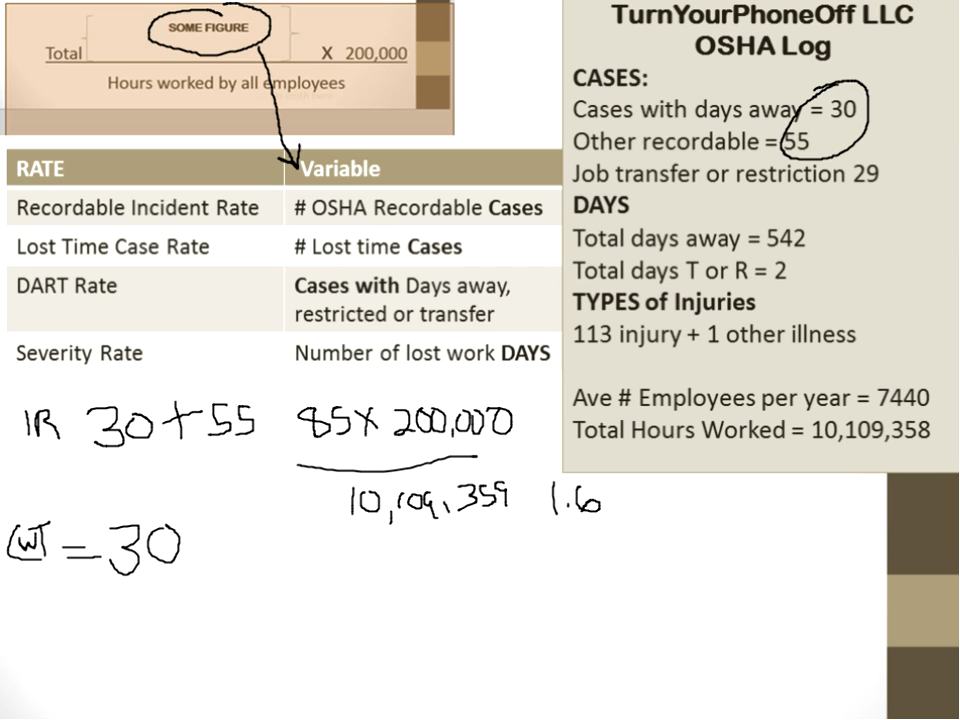 SOME FIGURE
Total X 200,000
Hours worked by all employees
RATE Variable
Recordable Incident Rate # OSHA Recordable Cases
Lost Time Case Rate # Lost time Cases
DART Rate Cases with Days away,
restricted or transfer
Severity Rate Number of lost work DAYS
IR 30+55 85X 200,000
10,109,359 1.6
= 30
TurnYourPhoneOff LLC
OSHA Log
CASES:
Cases with days away = 30
Other recordable = 55
Job transfer or restriction 29
DAYS
Total days away = 542
Total days T or R = 2
TYPES of Injuries
113 injury + 1 other illness
Ave # Employees per year = 7440
Total Hours Worked = 10,109,358